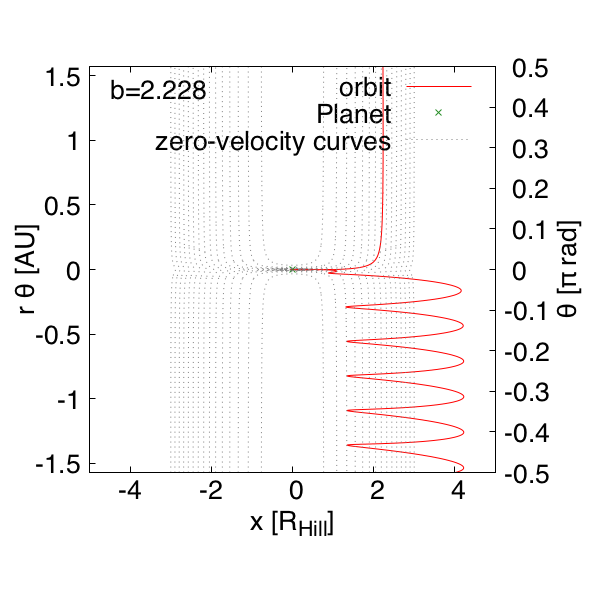 b=2.228
orbit
Planet
zero-velocity curves
r θ [AU]
1.5
1
0.5
0
-0.5
-1
-1.5
0.5
0.4
0.3
0.2
0.1
0
-0.1
-0.2
-0.3
-0.4
-0.5
θ [π rad]
-4 -2 0 2 4
x [R_Hill]